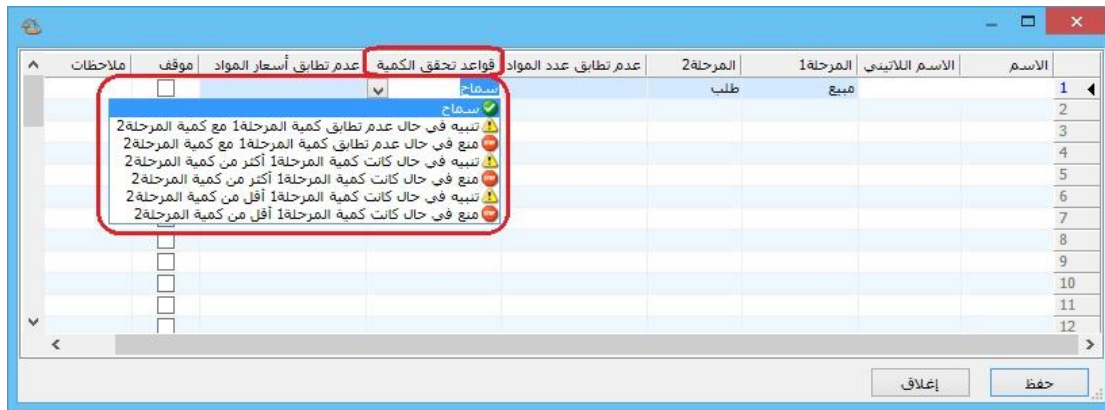 الاسم الاسم اللاتيني المرحلة1 المرحلة2 عدم تطابق عدد المواد قواعد تحقق الكمية عدم تطابق أسعار المواد موقف ملاحظات
1 مبيع طلب سماح
2
3
4
5
6
7
8
9
10
11
12
سماح
تنبيه في حال عدم تطابق كمية المرحلة1 مع كمية المرحلة2
منع في حال عدم تطابق كمية المرحلة1 مع كمية المرحلة2
تنبيه في حال كانت كمية المرحلة1 أكثر من كمية المرحلة2
منع في حال كانت كمية المرحلة1 أكثر من كمية المرحلة2
تنبيه في حال كانت كمية المرحلة1 أقل من كمية المرحلة2
منع في حال كانت كمية المرحلة1 أقل من كمية المرحلة2
حفظ إغلاق